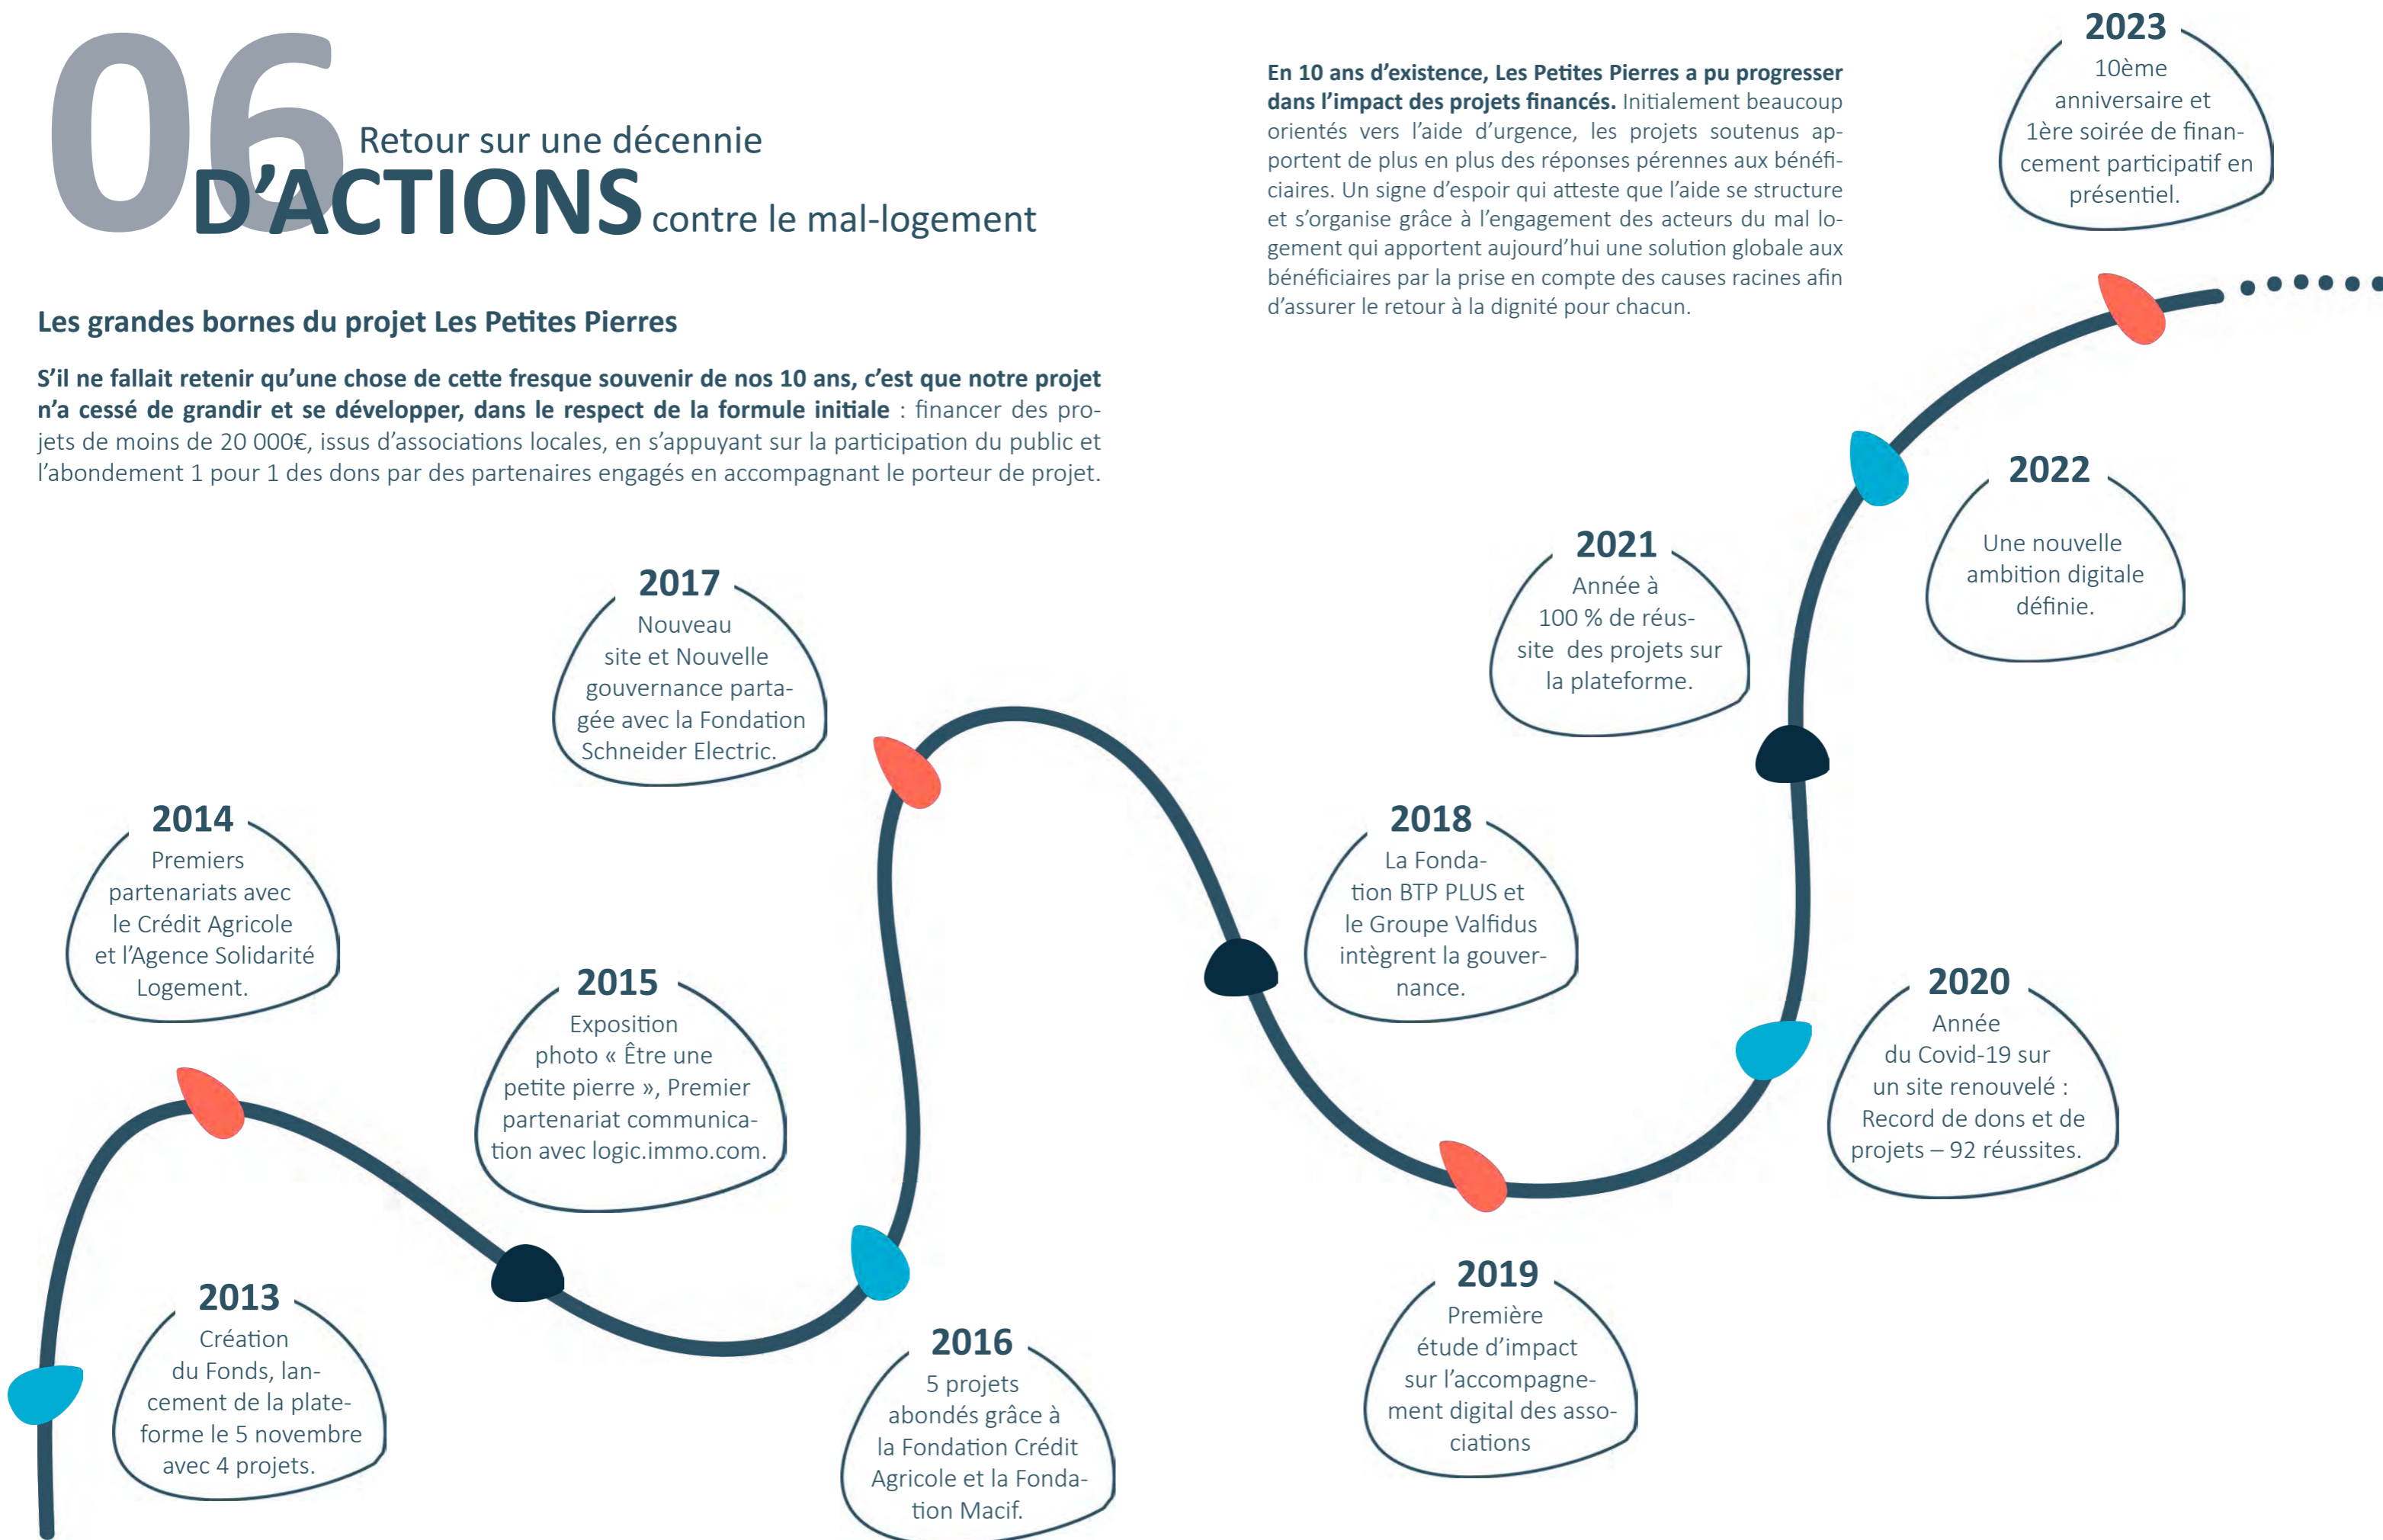 06
Retour sur une décennie
D'ACTIONS contre le mal-logement
Les grandes bornes du projet Les Petites Pierres
S'il ne fallait retenir qu'une chose de cette fresque souvenir de nos 10 ans, c'est que notre projet
n'a cessé de grandir et se développer, dans le respect de la formule initiale : financer des pro-
jets de moins de 20 000€, issus d'associations locales, en s'appuyant sur la participation du public et
l'abondement 1 pour 1 des dons par des partenaires engagés en accompagnant le porteur de projet.
En 10 ans d'existence, Les Petites Pierres a pu progresser
dans l'impact des projets financés. Initialement beaucoup
orientés vers l'aide d'urgence, les projets soutenus ap-
portent de plus en plus des réponses pérennes aux bénéfi-
ciaires. Un signe d'espoir qui atteste que l'aide se structure
et s'organise grâce à l'engagement des acteurs du mal lo-
gement qui apportent aujourd'hui une solution globale aux
bénéficiaires par la prise en compte des causes racines afin
d'assurer le retour à la dignité pour chacun.
2013
Création
du Fonds, lan-
cement de la plate-
forme le 5 novembre
avec 4 projets.
2014
Premiers
partenariats avec
le Crédit Agricole
et l'Agence Solidarité
Logement.
2015
Exposition
photo « Être une
petite pierre », Premier
partenariat communica-
tion avec logic.immo.com.
2016
5 projets
abondés grâce à
la Fondation Crédit
Agricole et la Fonda-
tion Macif.
2017
Nouveau
site et Nouvelle
gouvernance parta-
gée avec la Fondation
Schneider Electric.
2018
La Fonda-
tion BTP PLUS et
le Groupe Valfidus
intègrent la gouver-
nance.
2019
Première
étude d'impact
sur l'accompagne-
ment digital des asso-
ciations
2020
Année
du Covid-19 sur
un site renouvelé :
Record de dons et de
projets – 92 réussites.
2021
Année à
100 % de réus-
site des projets sur
la plateforme.
2022
Une nouvelle
ambition digitale
définie.
2023
10ème
anniversaire et
1ère soirée de finan-
cement participatif en
présentiel.